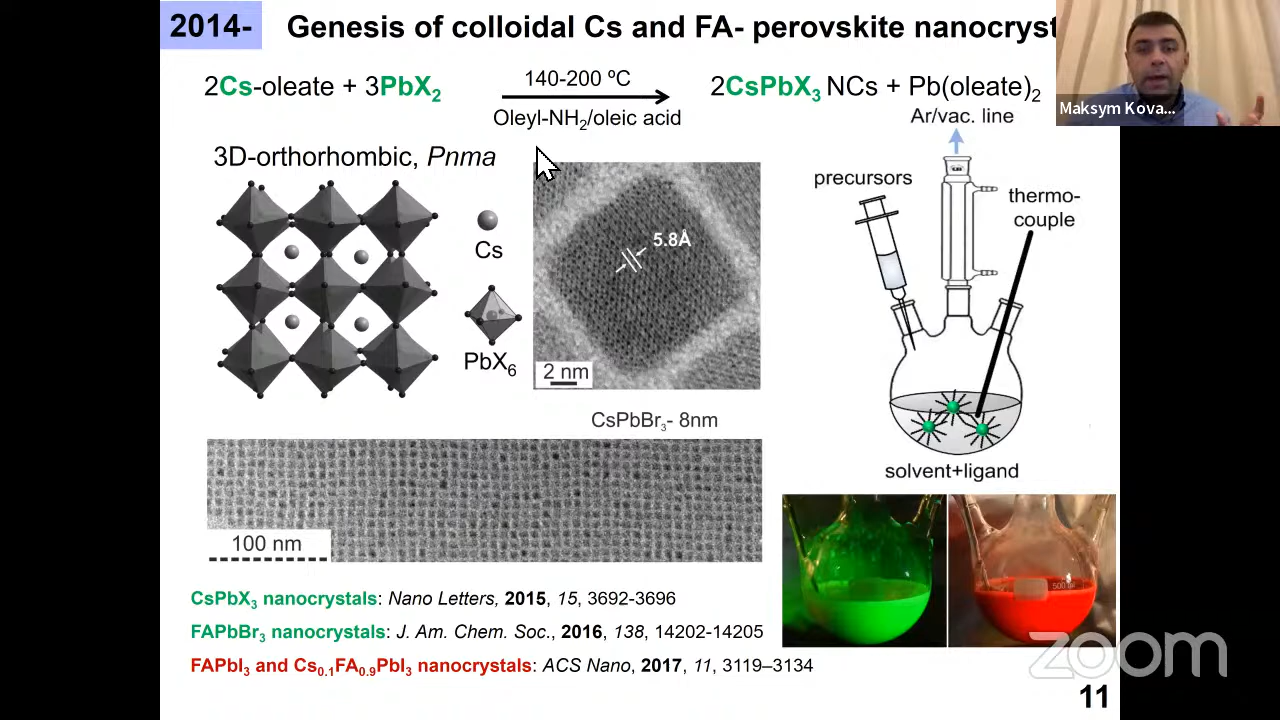 2014- Genesis of colloidal Cs and FA- perovskite nanocryst
Maksym Kova...
2Cs-oleate + 3PbX₂
140-200 ºC
Oleyl-NH₂/oleic acid
2CsPbX₃ NCs + Pb(oleate)₂
3D-orthorhombic, Pnma
Cs
PbX₆
5.8Å
2 nm
CsPbBr₃- 8nm
100 nm
Ar/vac. line
precursors
thermo-
couple
solvent+ligand
CsPbX₃ nanocrystals: Nano Letters, 2015, 15, 3692-3696
FAPbBr₃ nanocrystals: J. Am. Chem. Soc., 2016, 138, 14202-14205
FAPbI₃ and Cs₀.₁FA₀.₉PbI₃ nanocrystals: ACS Nano, 2017, 11, 3119–3134
zoom
11